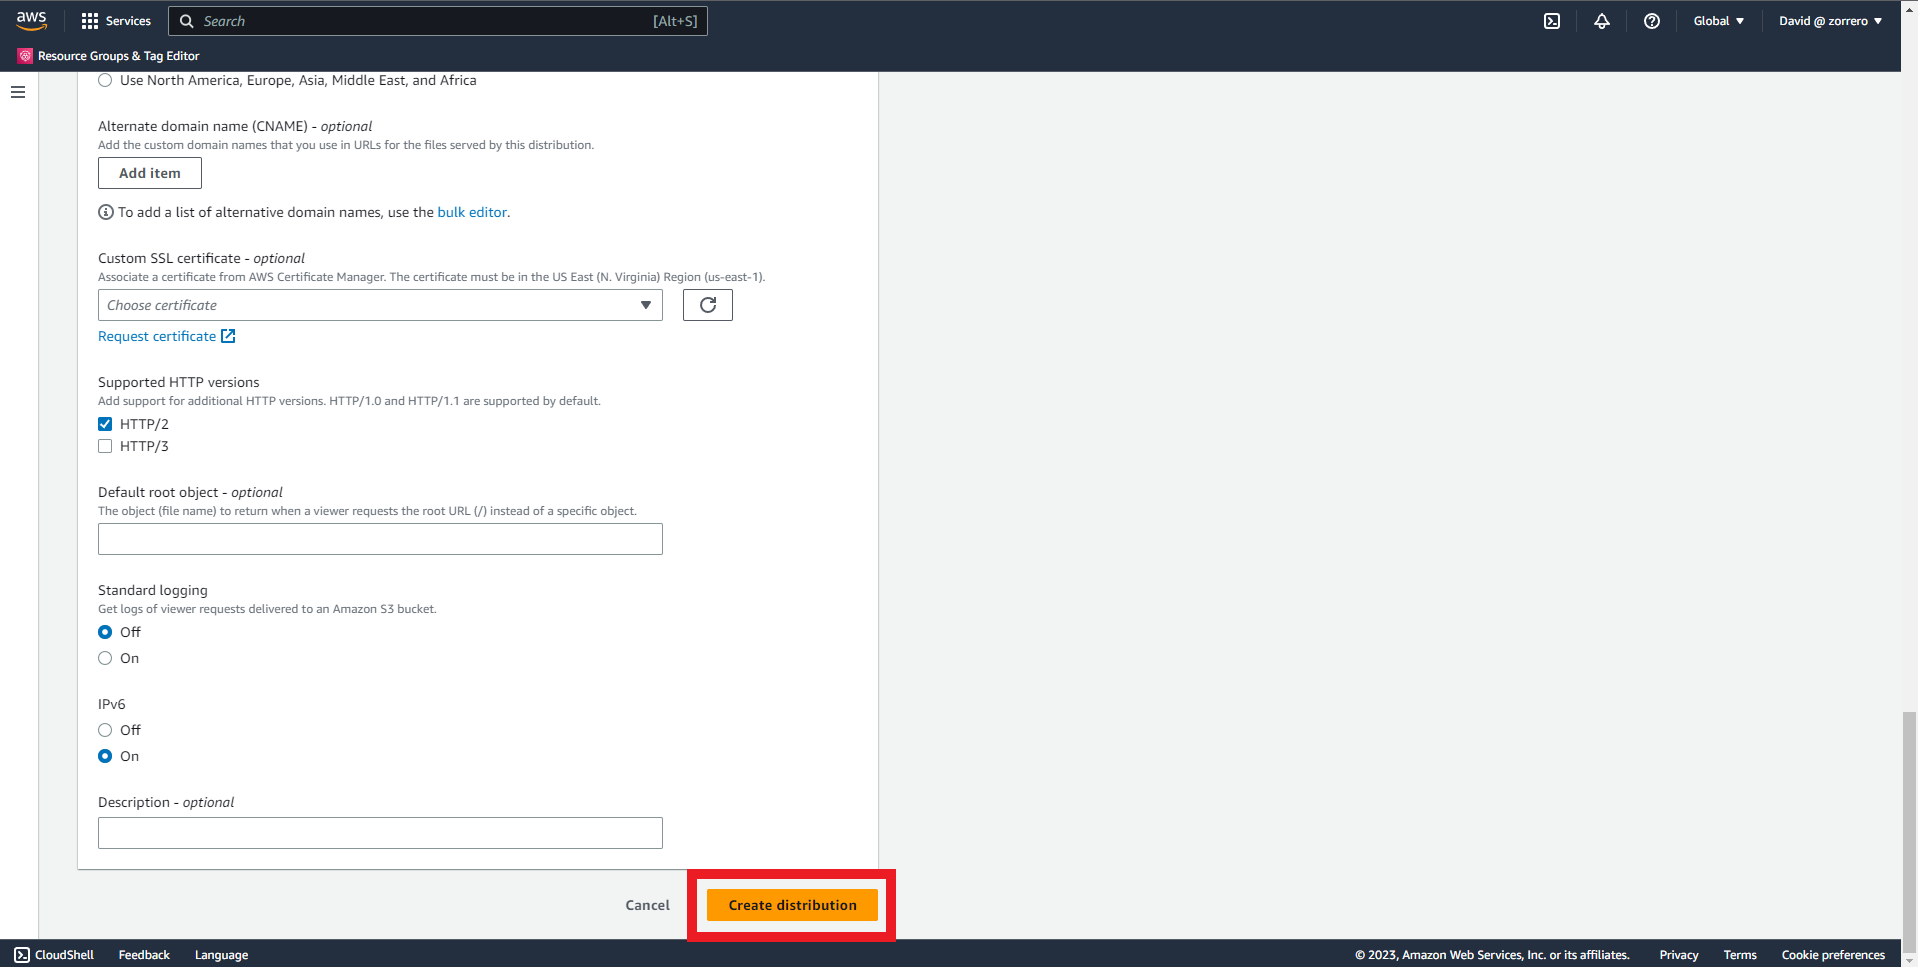 aws
Services
Search [Alt+S]
Global
David @ zorrero
Resource Groups & Tag Editor
Use North America, Europe, Asia, Middle East, and Africa
Alternate domain name (CNAME) - optional
Add the custom domain names that you use in URLs for the files served by this distribution.
Add item
To add a list of alternative domain names, use the bulk editor.
Custom SSL certificate - optional
Associate a certificate from AWS Certificate Manager. The certificate must be in the US East (N. Virginia) Region (us-east-1).
Choose certificate
Request certificate
Supported HTTP versions
Add support for additional HTTP versions. HTTP/1.0 and HTTP/1.1 are supported by default.
HTTP/2
HTTP/3
Default root object - optional
The object (file name) to return when a viewer requests the root URL (/) instead of a specific object.
Standard logging
Get logs of viewer requests delivered to an Amazon S3 bucket.
Off
On
IPv6
Off
On
Description - optional
Cancel
Create distribution
CloudShell
Feedback
Language
© 2023, Amazon Web Services, Inc. or its affiliates.
Privacy
Terms
Cookie preferences